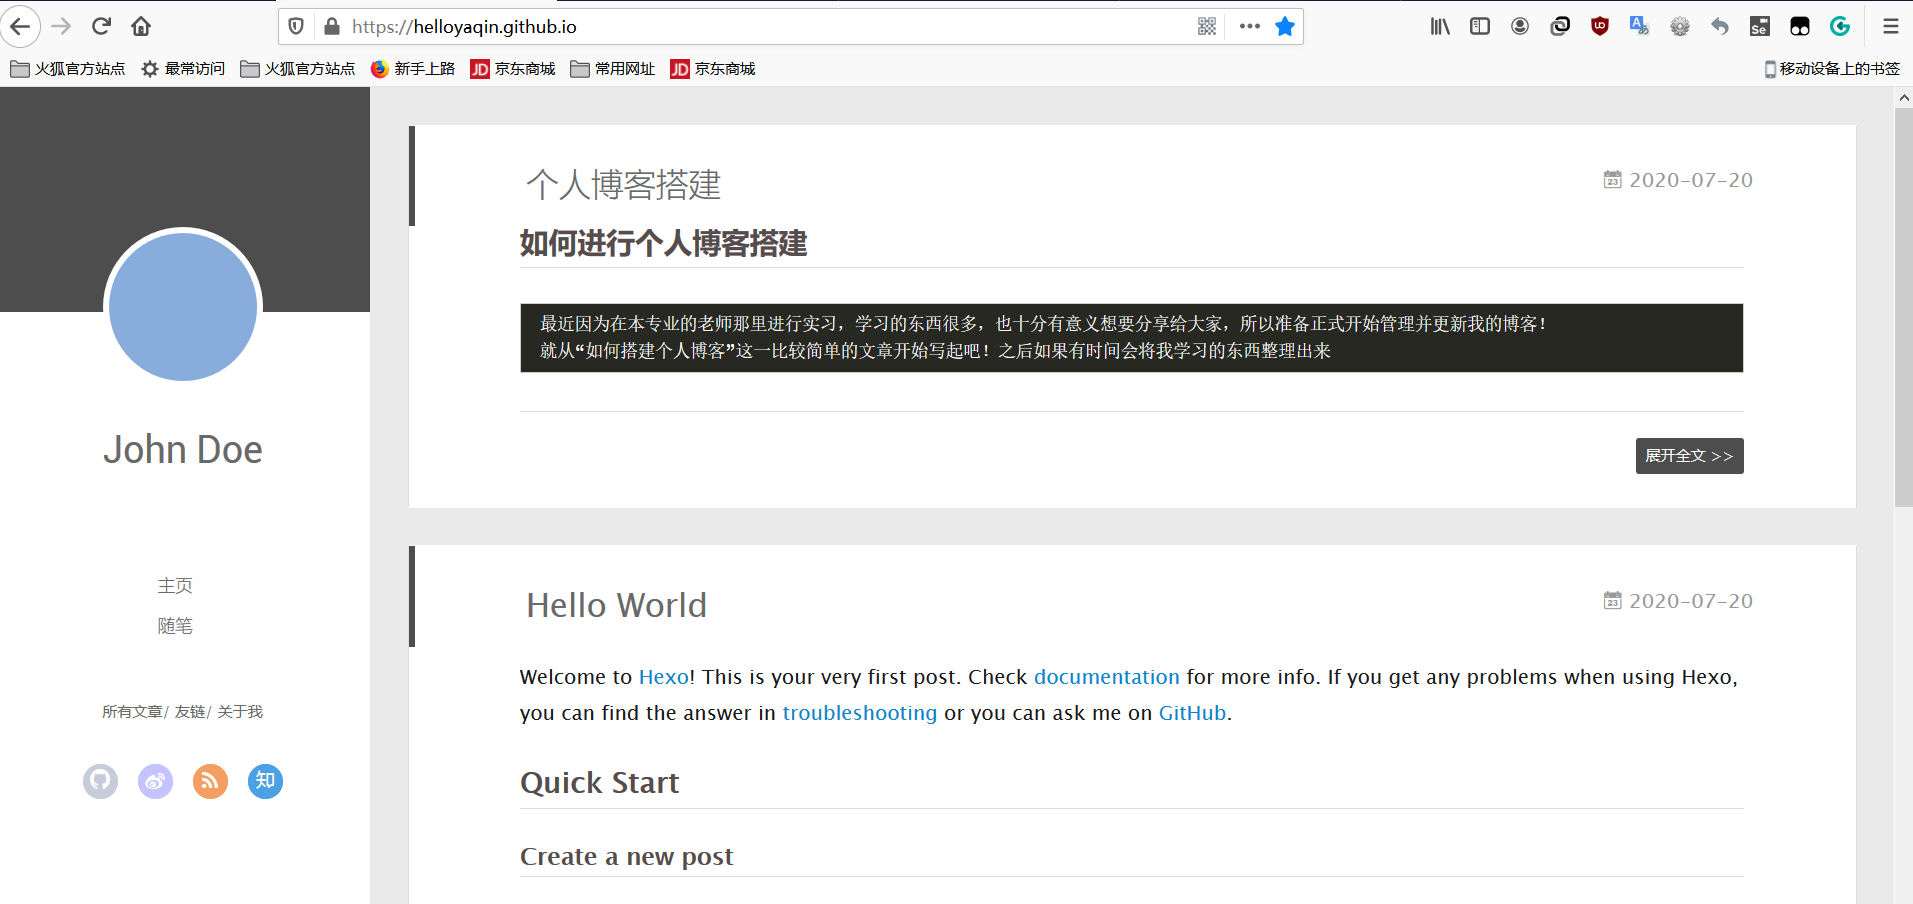 https://helloyaqin.github.io
火狐官方站点 最常访问 火狐官方站点 新手上路 JD 京东商城 常用网址 JD 京东商城 移动设备上的书签
个人博客搭建
23 2020-07-20
如何进行个人博客搭建
最近因为在本专业的老师那里进行实习，学习的东西很多，也十分有意义想要分享给大家，所以准备正式开始管理并更新我的博客！
就从“如何搭建个人博客”这一比较简单的文章开始写起吧！之后如果有时间会将我学习的东西整理出来
展开全文 >>
John Doe
主页
随笔
所有文章/ 友链/ 关于我
知
Hello World
23 2020-07-20
Welcome to Hexo! This is your very first post. Check documentation for more info. If you get any problems when using Hexo,
you can find the answer in troubleshooting or you can ask me on GitHub.
Quick Start
Create a new post